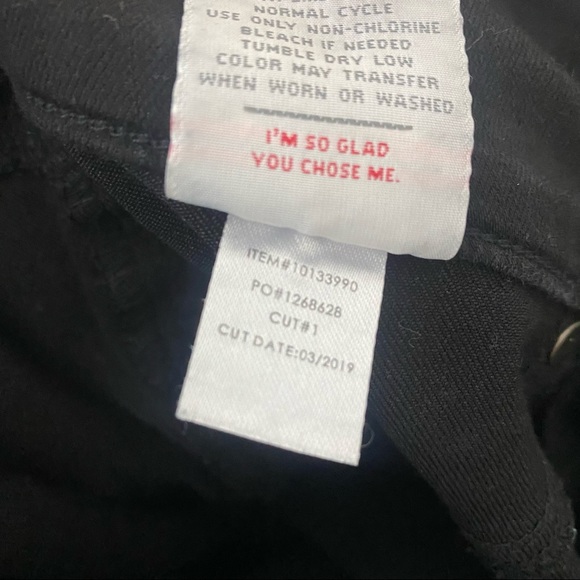 NORMAL CYCLE
USE ONLY NON-CHLORINE
BLEACH IF NEEDED
TUMBLE DRY LOW
COLOR MAY TRANSFER
WHEN WORN OR WASHED
I'M SO GLAD
YOU CHOSE ME.
ITEM#10133990
PO#1268628
CUT#1
CUT DATE:03/2019